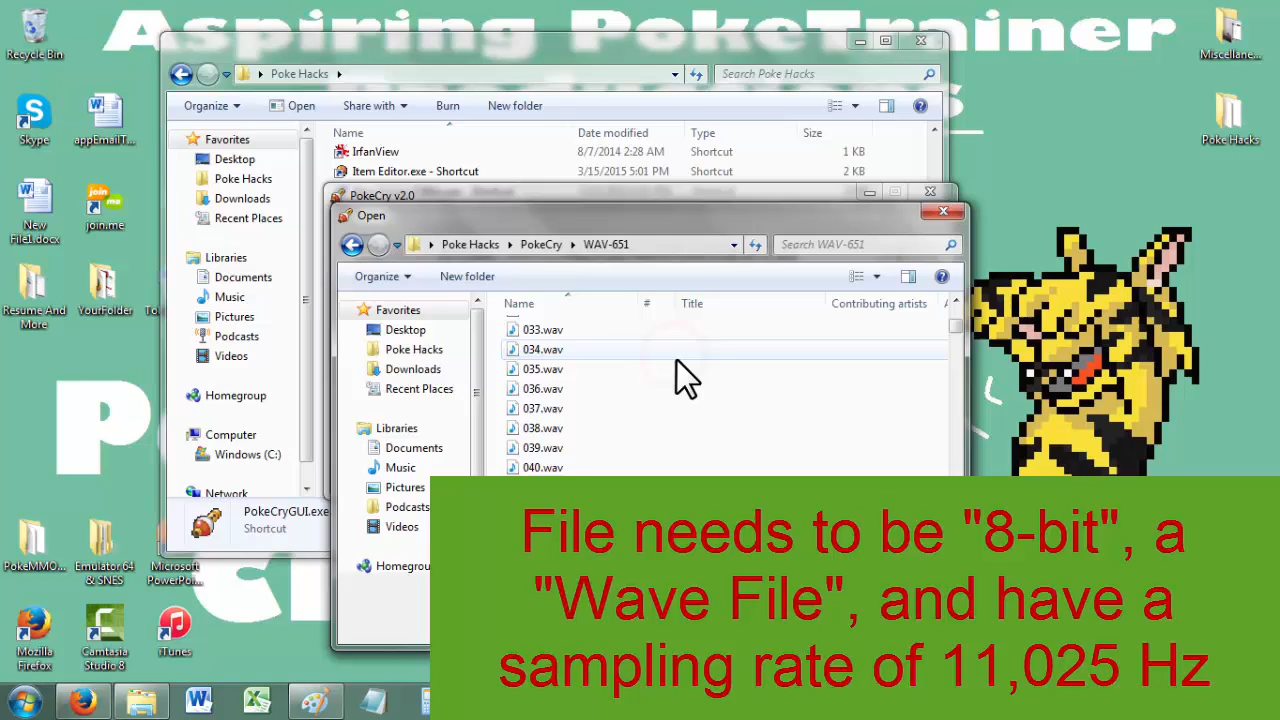 Aspiring PokeTrainer
Recycle Bin
Miscellane...
Poke Hacks
Search Poke Hacks
Organize
Open
Share with
Burn
New folder
Favorites
Desktop
Poke Hacks
Downloads
Recent Places
Libraries
Documents
Music
Pictures
Podcasts
Videos
Homegroup
Computer
Windows (C:)
Network
Name
Date modified
Type
Size
IrfanView
8/7/2014 2:28 AM
Shortcut
1 KB
Item Editor.exe - Shortcut
3/15/2015 5:01 PM
Shortcut
2 KB
Skype
appEmailT...
Poke Hacks
New File1.docx
join.me
Resume And More
YourFolder
PokeMMO...
Emulator 64 & SNES
Microsoft PowerPoi...
Mozilla Firefox
Camtasia Studio 8
iTunes
PokeCryGUI.exe
Shortcut
PokeCry v2.0
Open
Poke Hacks
PokeCry
WAV-651
Search WAV-651
Organize
New folder
Favorites
Desktop
Poke Hacks
Downloads
Recent Places
Libraries
Documents
Music
Pictures
Podcasts
Videos
Homegrou
Name
#
Title
Contributing artists
A
033.wav
034.wav
035.wav
036.wav
037.wav
038.wav
039.wav
040.wav
File needs to be "8-bit", a
"Wave File", and have a
sampling rate of 11,025 Hz